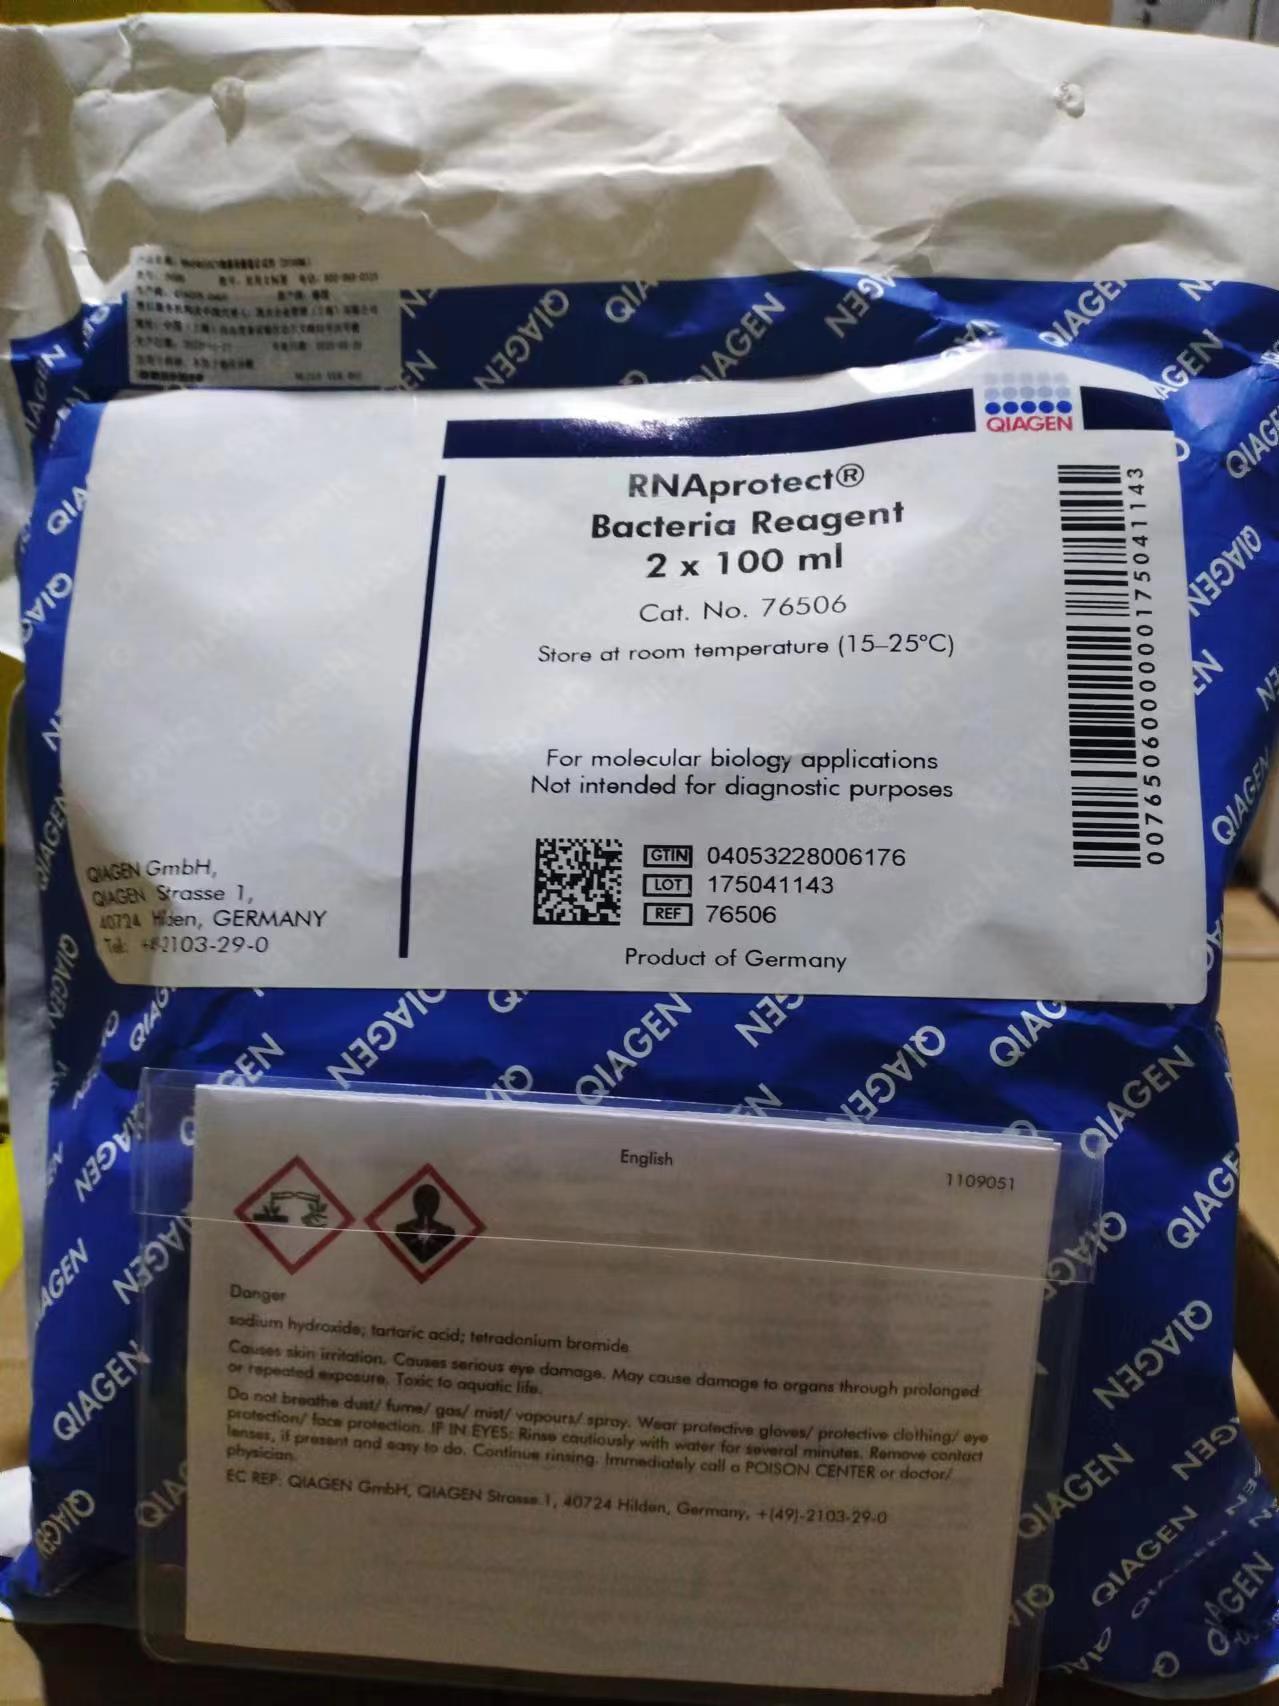 QIAGEN
RNAprotect®
Bacteria Reagent
2 x 100 ml
Cat. No. 76506
Store at room temperature (15–25°C)
For molecular biology applications
Not intended for diagnostic purposes
GTIN 04053228006176
LOT 175041143
REF 76506
Product of Germany
QIAGEN GmbH,
QIAGEN Strasse 1,
40724 Hilden, GERMANY
Tel: +49-2103-29-0
0076506000000175041143
English
1109051
Danger
sodium hydroxide; tartaric acid; tetradonium bromide
Causes skin irritation. Causes serious eye damage. May cause damage to organs through prolonged
or repeated exposure. Toxic to aquatic life.
Do not breathe dust/ fume/ gas/ mist/ vapours/ spray. Wear protective gloves/ protective clothing/ eye
protection/ face protection. IF IN EYES: Rinse cautiously with water for several minutes. Remove contact
lenses, if present and easy to do. Continue rinsing. Immediately call a POISON CENTER or doctor/
physician.
EC REP: QIAGEN GmbH, QIAGEN Strasse 1, 40724 Hilden, Germany, +(49)-2103-29-0